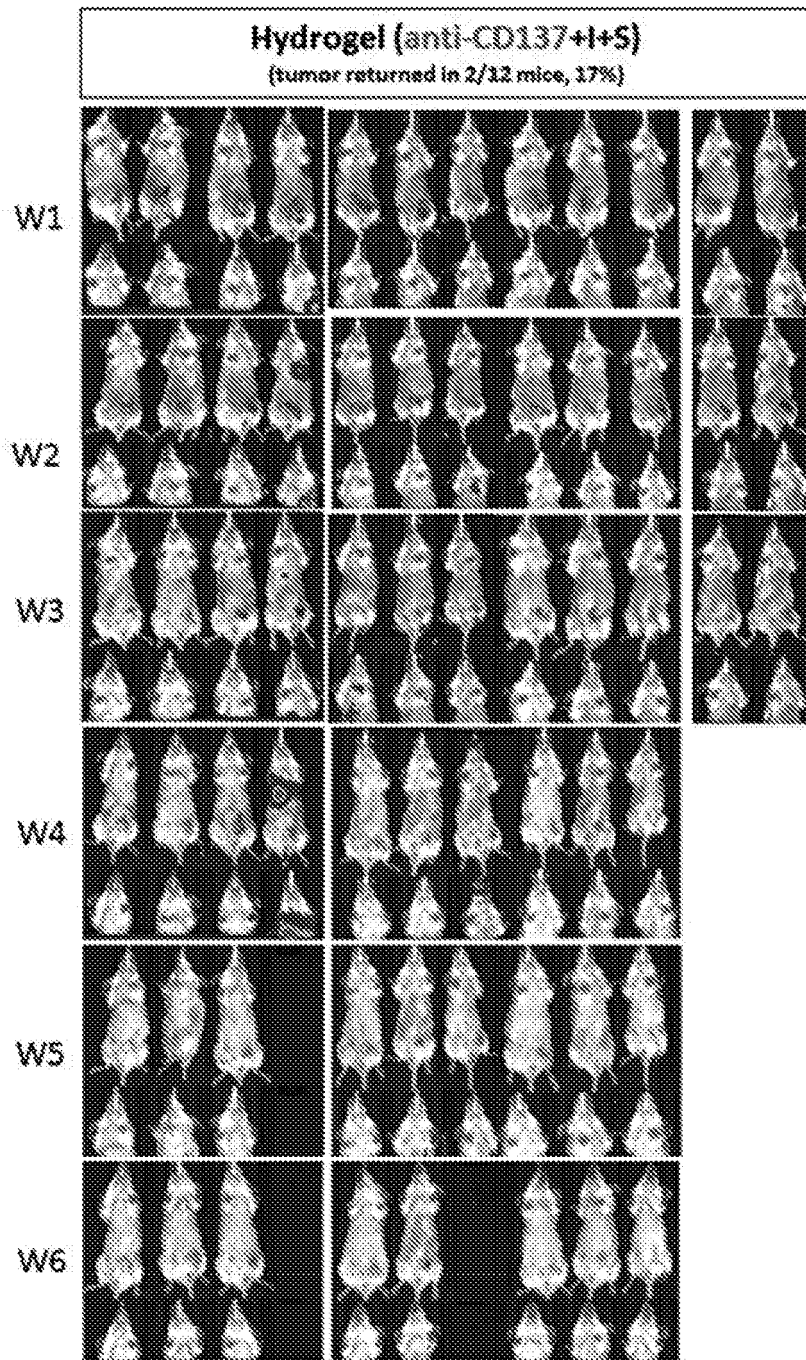 Hydrogel (anti-CD137+I+S)
(tumor returned in 2/12 mice, 17%)
W1
W2
W3
W4
W5
W6